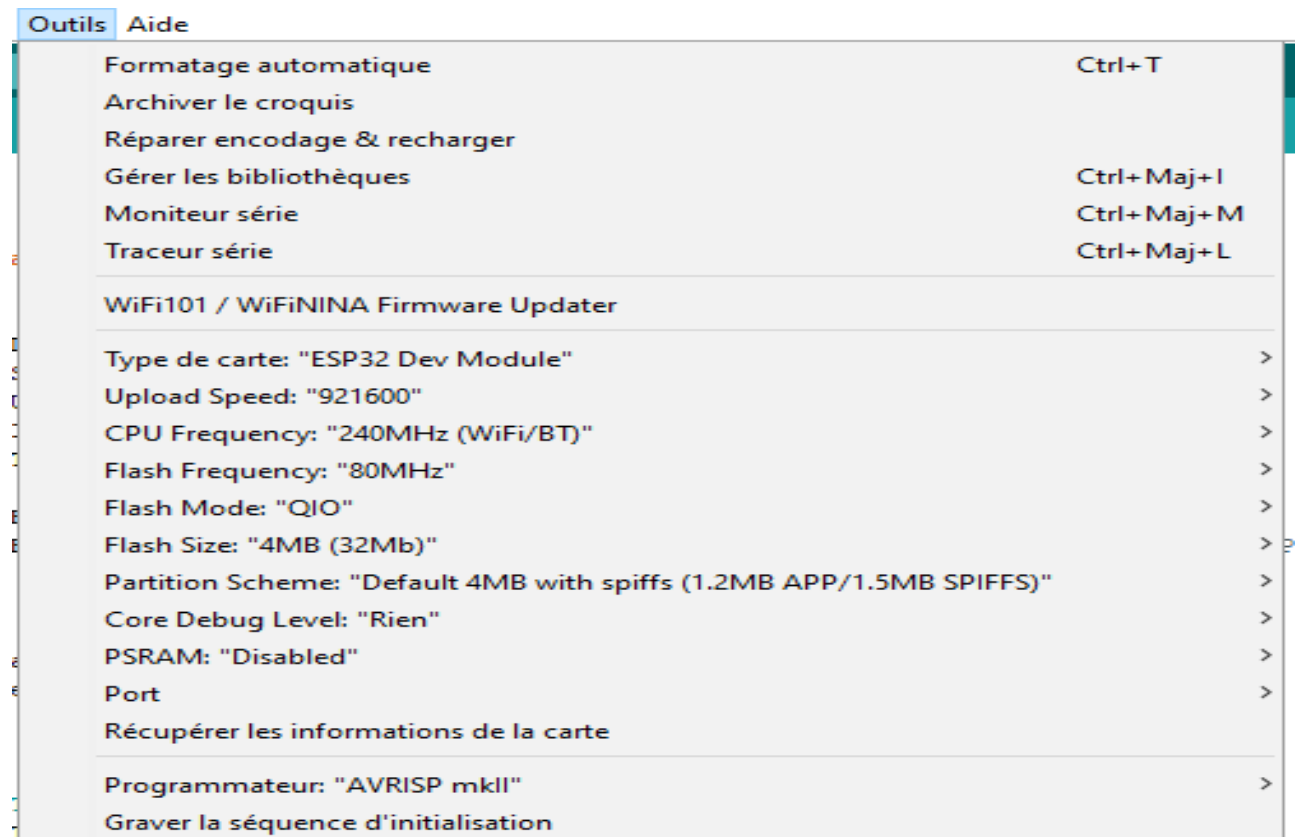 Outils Aide
Formatage automatique Ctrl+T
Archiver le croquis
Réparer encodage & recharger
Gérer les bibliothèques Ctrl+Maj+I
Moniteur série Ctrl+Maj+M
Traceur série Ctrl+Maj+L
WiFi101 / WiFiNINA Firmware Updater
Type de carte: "ESP32 Dev Module" >
Upload Speed: "921600" >
CPU Frequency: "240MHz (WiFi/BT)" >
Flash Frequency: "80MHz" >
Flash Mode: "QIO" >
Flash Size: "4MB (32Mb)" >
Partition Scheme: "Default 4MB with spiffs (1.2MB APP/1.5MB SPIFFS)" >
Core Debug Level: "Rien" >
PSRAM: "Disabled" >
Port >
Récupérer les informations de la carte
Programmateur: "AVRISP mkII" >
Graver la séquence d'initialisation